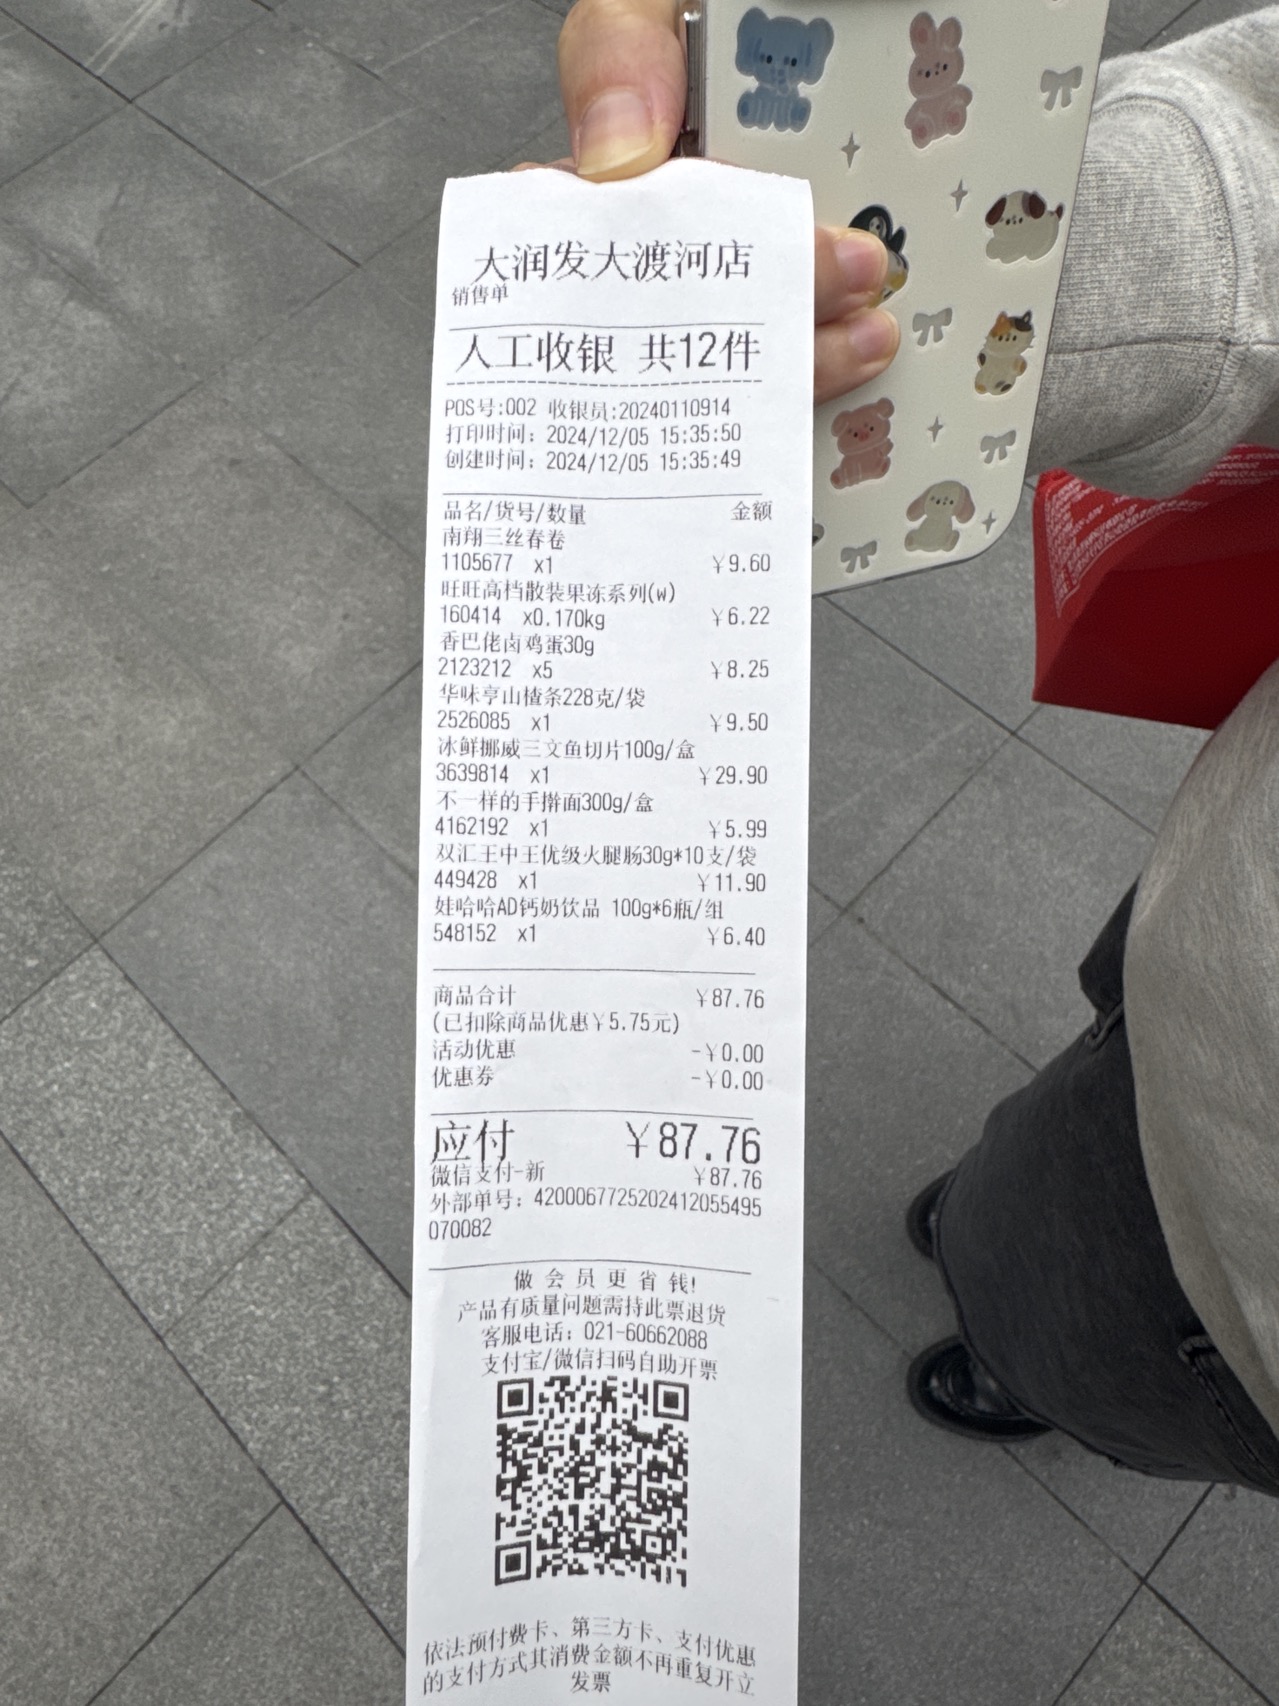 大润发大渡河店
销售单
人工收银 共12件
POS号:002 收银员:20240110914
打印时间: 2024/12/05 15:35:50
创建时间: 2024/12/05 15:35:49
品名/货号/数量 金额
南翔三丝春卷
1105677 x1 ¥9.60
旺旺高档散装果冻系列(w)
160414 x0.170kg ¥6.22
香巴佬卤鸡蛋30g
2123212 x5 ¥8.25
华味亨山楂条228克/袋
2526085 x1 ¥9.50
冰鲜挪威三文鱼切片100g/盒
3639814 x1 ¥29.90
不一样的手擀面300g/盒
4162192 x1 ¥5.99
双汇王中王优级火腿肠30g*10支/袋
449428 x1 ¥11.90
娃哈哈AD钙奶饮品 100g*6瓶/组
548152 x1 ¥6.40
商品合计 ¥87.76
(已扣除商品优惠¥5.75元)
活动优惠 -¥0.00
优惠券 -¥0.00
应付 ¥87.76
微信支付-新 ¥87.76
外部单号: 4200067725202412055495
070082
做会员更省钱!
产品有质量问题需持此票退货
客服电话: 021-60662088
支付宝/微信扫码自助开票
依法预付费卡、第三方卡、支付优惠
的支付方式其消费金额不再重复开立
发票